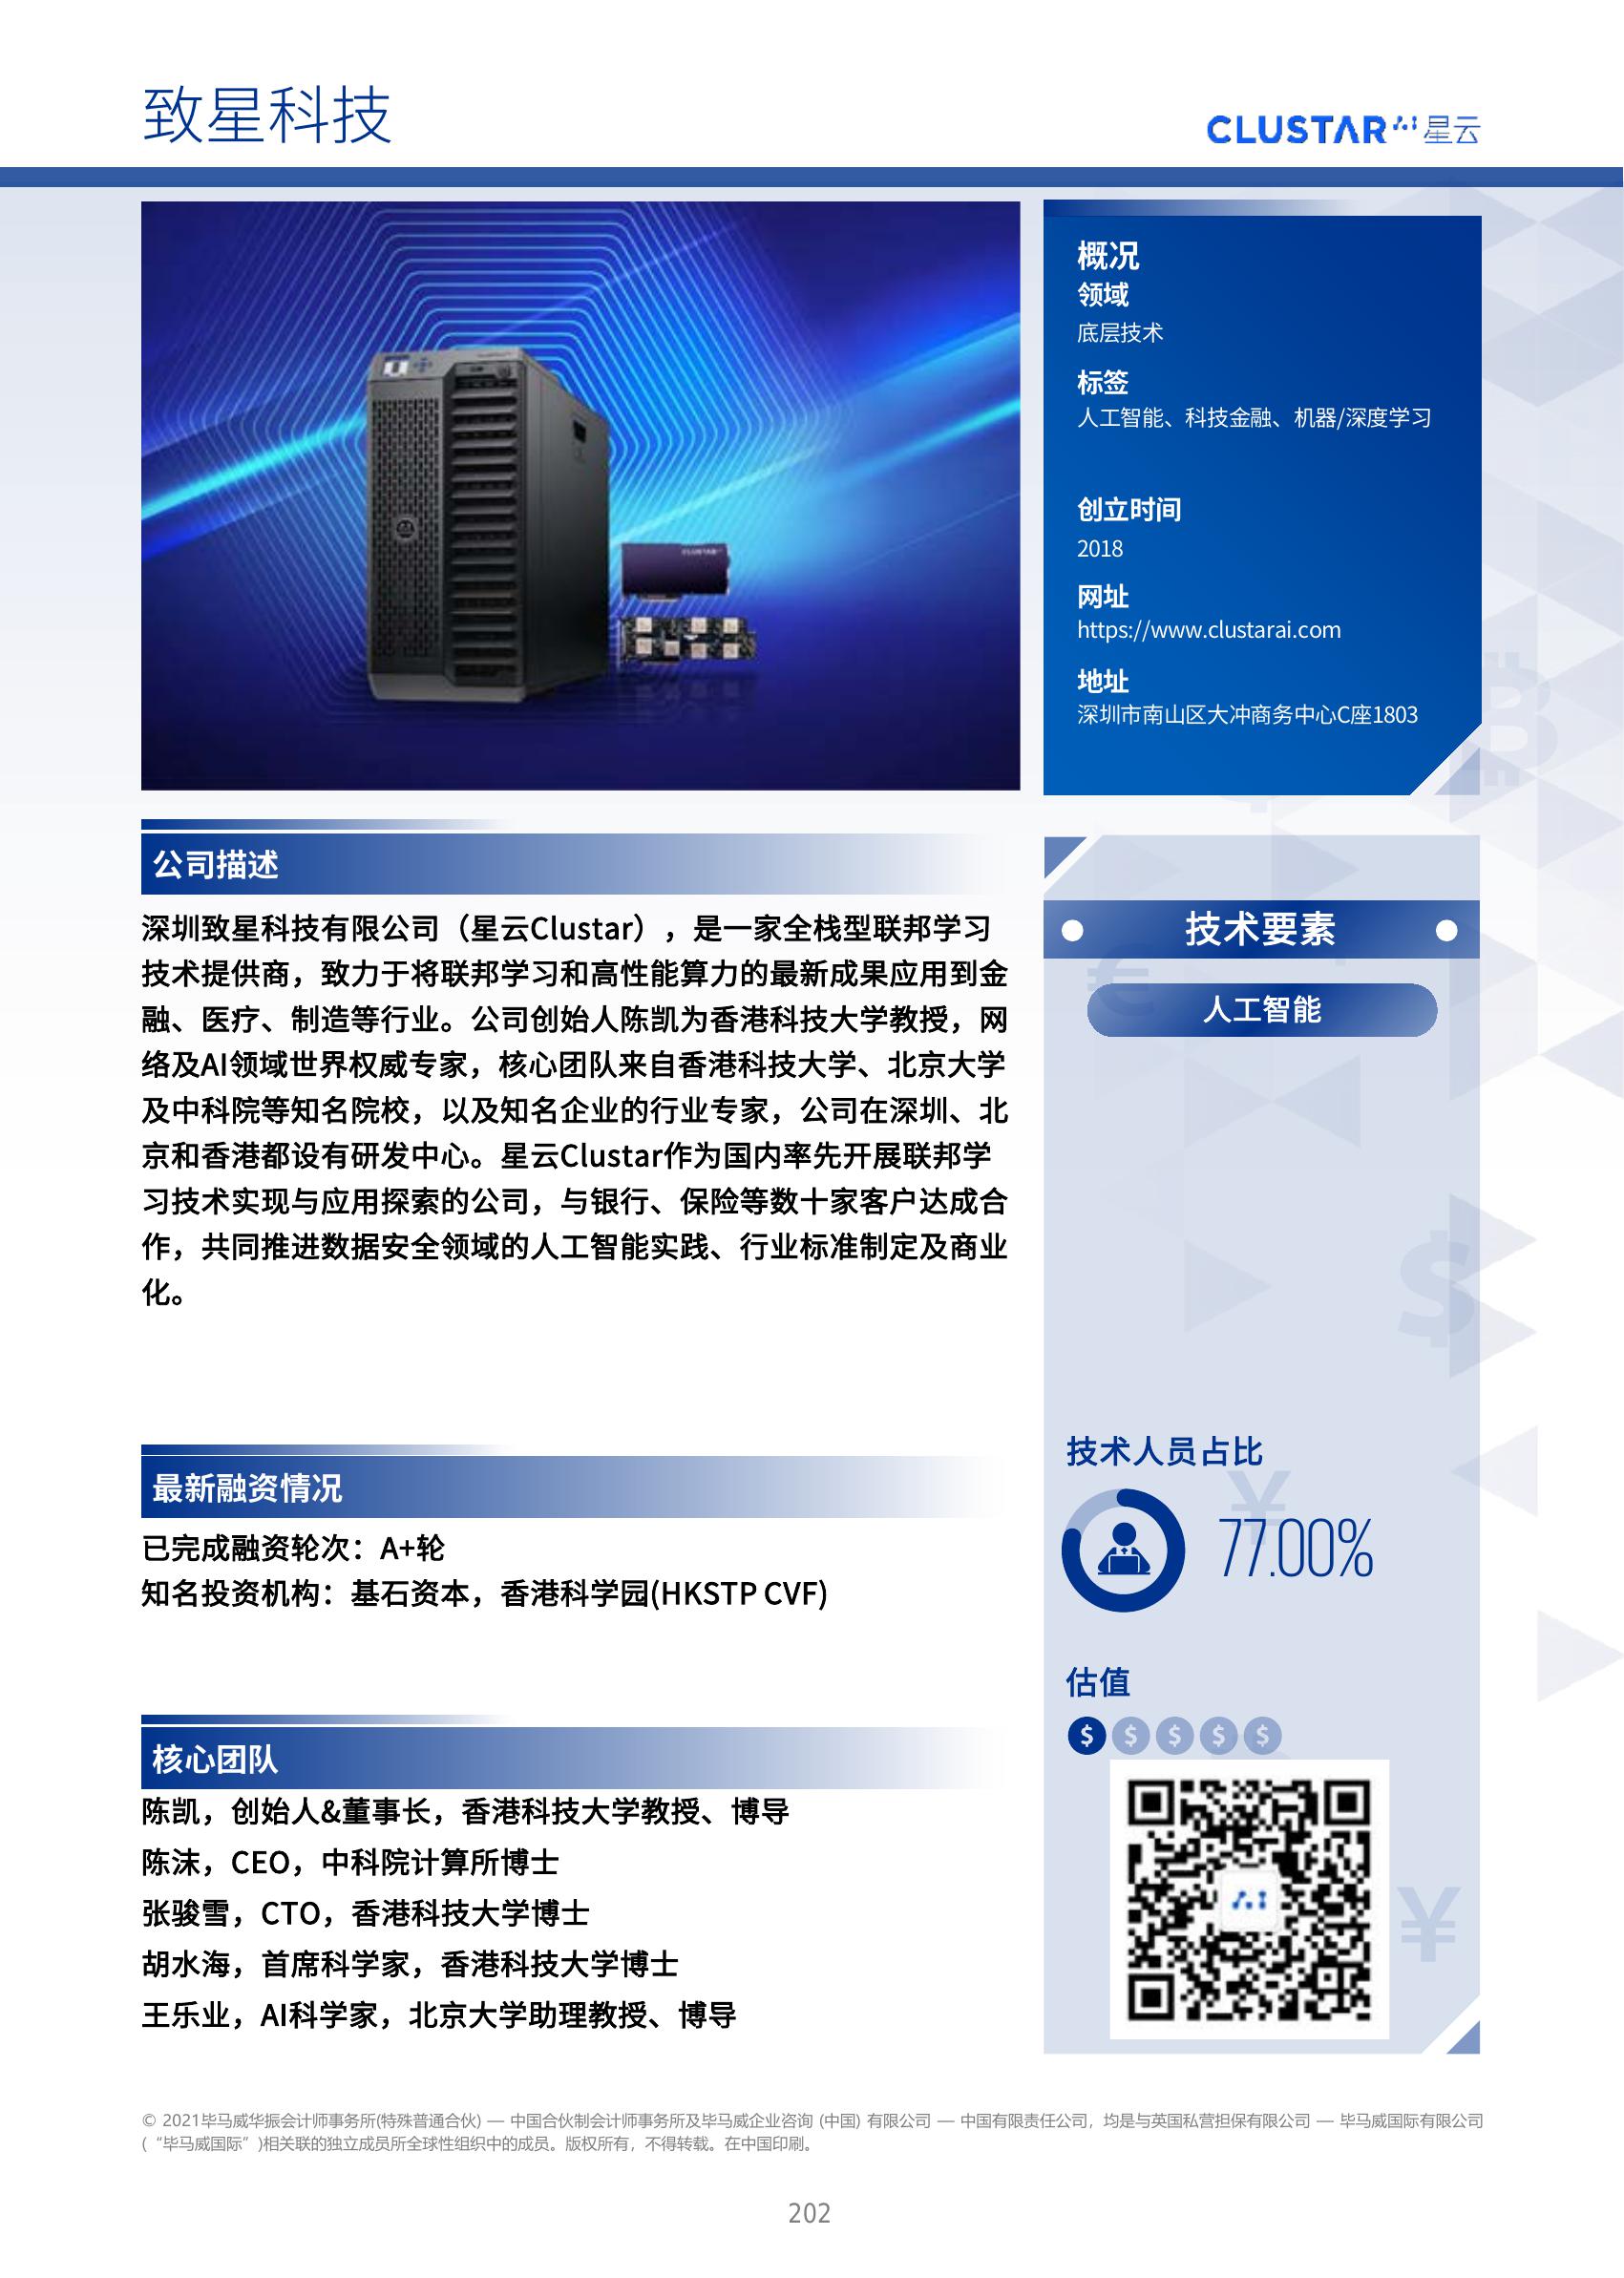 致星科技
CLUSTAR AI 星云
概况
领域
底层技术
标签
人工智能、科技金融、机器/深度学习
创立时间
2018
网址
https://www.clustarai.com
地址
深圳市南山区大冲商务中心C座1803
公司描述
深圳致星科技有限公司（星云Clustar），是一家全栈型联邦学习
技术提供商，致力于将联邦学习和高性能算力的最新成果应用到金
融、医疗、制造等行业。公司创始人陈凯为香港科技大学教授，网
络及AI领域世界权威专家，核心团队来自香港科技大学、北京大学
及中科院等知名院校，以及知名企业的行业专家，公司在深圳、北
京和香港都设有研发中心。星云Clustar作为国内率先开展联邦学
习技术实现与应用探索的公司，与银行、保险等数十家客户达成合
作，共同推进数据安全领域的人工智能实践、行业标准制定及商业
化。
技术要素
人工智能
最新融资情况
已完成融资轮次：A+轮
知名投资机构：基石资本，香港科学园(HKSTP CVF)
技术人员占比
77.00%
估值
$ $ $ $ $
核心团队
陈凯，创始人&董事长，香港科技大学教授、博导
陈沫，CEO，中科院计算所博士
张骏雪，CTO，香港科技大学博士
胡水海，首席科学家，香港科技大学博士
王乐业，AI科学家，北京大学助理教授、博导
© 2021毕马威华振会计师事务所(特殊普通合伙) — 中国合伙制会计师事务所及毕马威企业咨询 (中国) 有限公司 — 中国有限责任公司，均是与英国私营担保有限公司 — 毕马威国际有限公司
(“毕马威国际”)相关联的独立成员所全球性组织中的成员。版权所有，不得转载。在中国印刷。
202